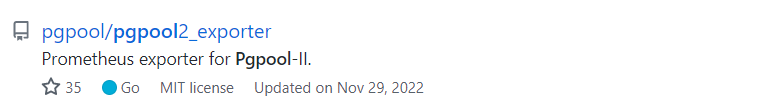 pgpool/pgpool2_exporter
Prometheus exporter for Pgpool-II.
35 Go MIT license Updated on Nov 29, 2022